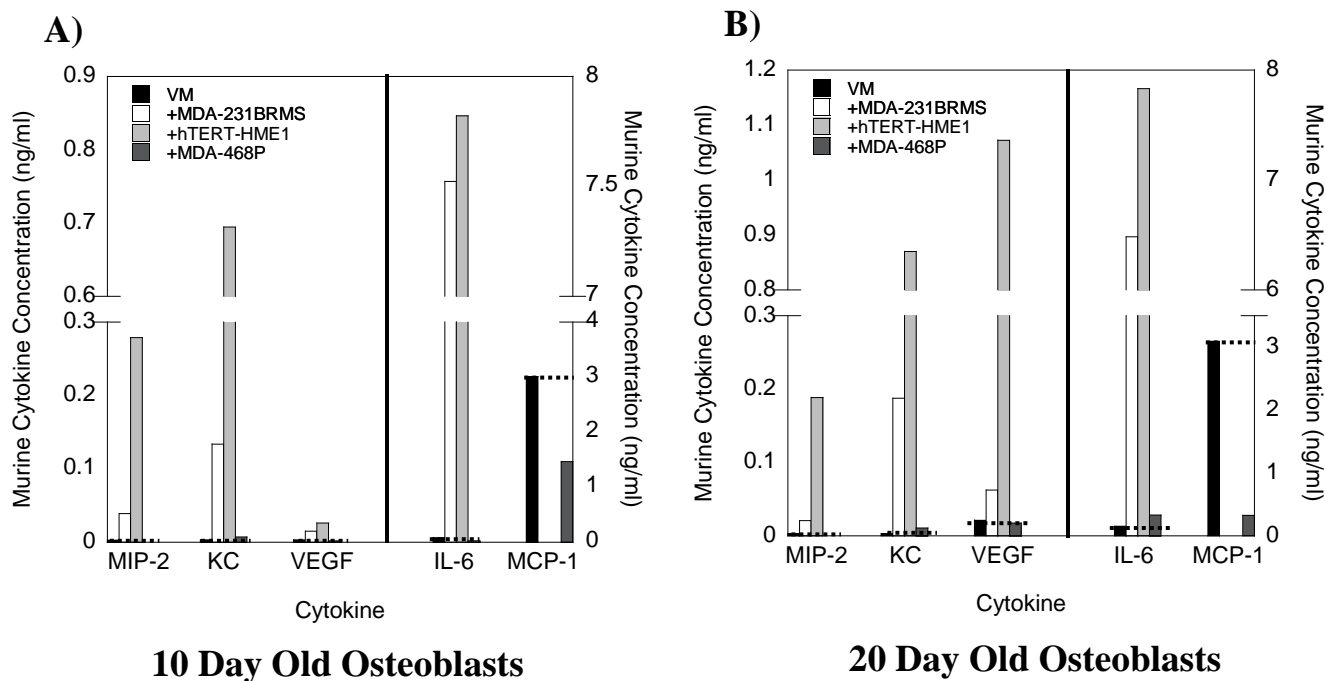 A)
Murine Cytokine Concentration (ng/ml)
0.9
0.8
0.7
0.6
0.3
0.2
0.1
0
VM
+MDA-231BRMS
+hTERT-HME1
+MDA-468P
8
7.5
7
4
3
2
1
0
Murine Cytokine Concentration (ng/ml)
MIP-2 KC VEGF IL-6 MCP-1
Cytokine
10 Day Old Osteoblasts
B)
Murine Cytokine Concentration (ng/ml)
1.2
1.1
1
0.9
0.8
0.3
0.2
0.1
0
VM
+MDA-231BRMS
+hTERT-HME1
+MDA-468P
8
7
6
3
2
1
0
Murine Cytokine Concentration (ng/ml)
MIP-2 KC VEGF IL-6 MCP-1
Cytokine
20 Day Old Osteoblasts